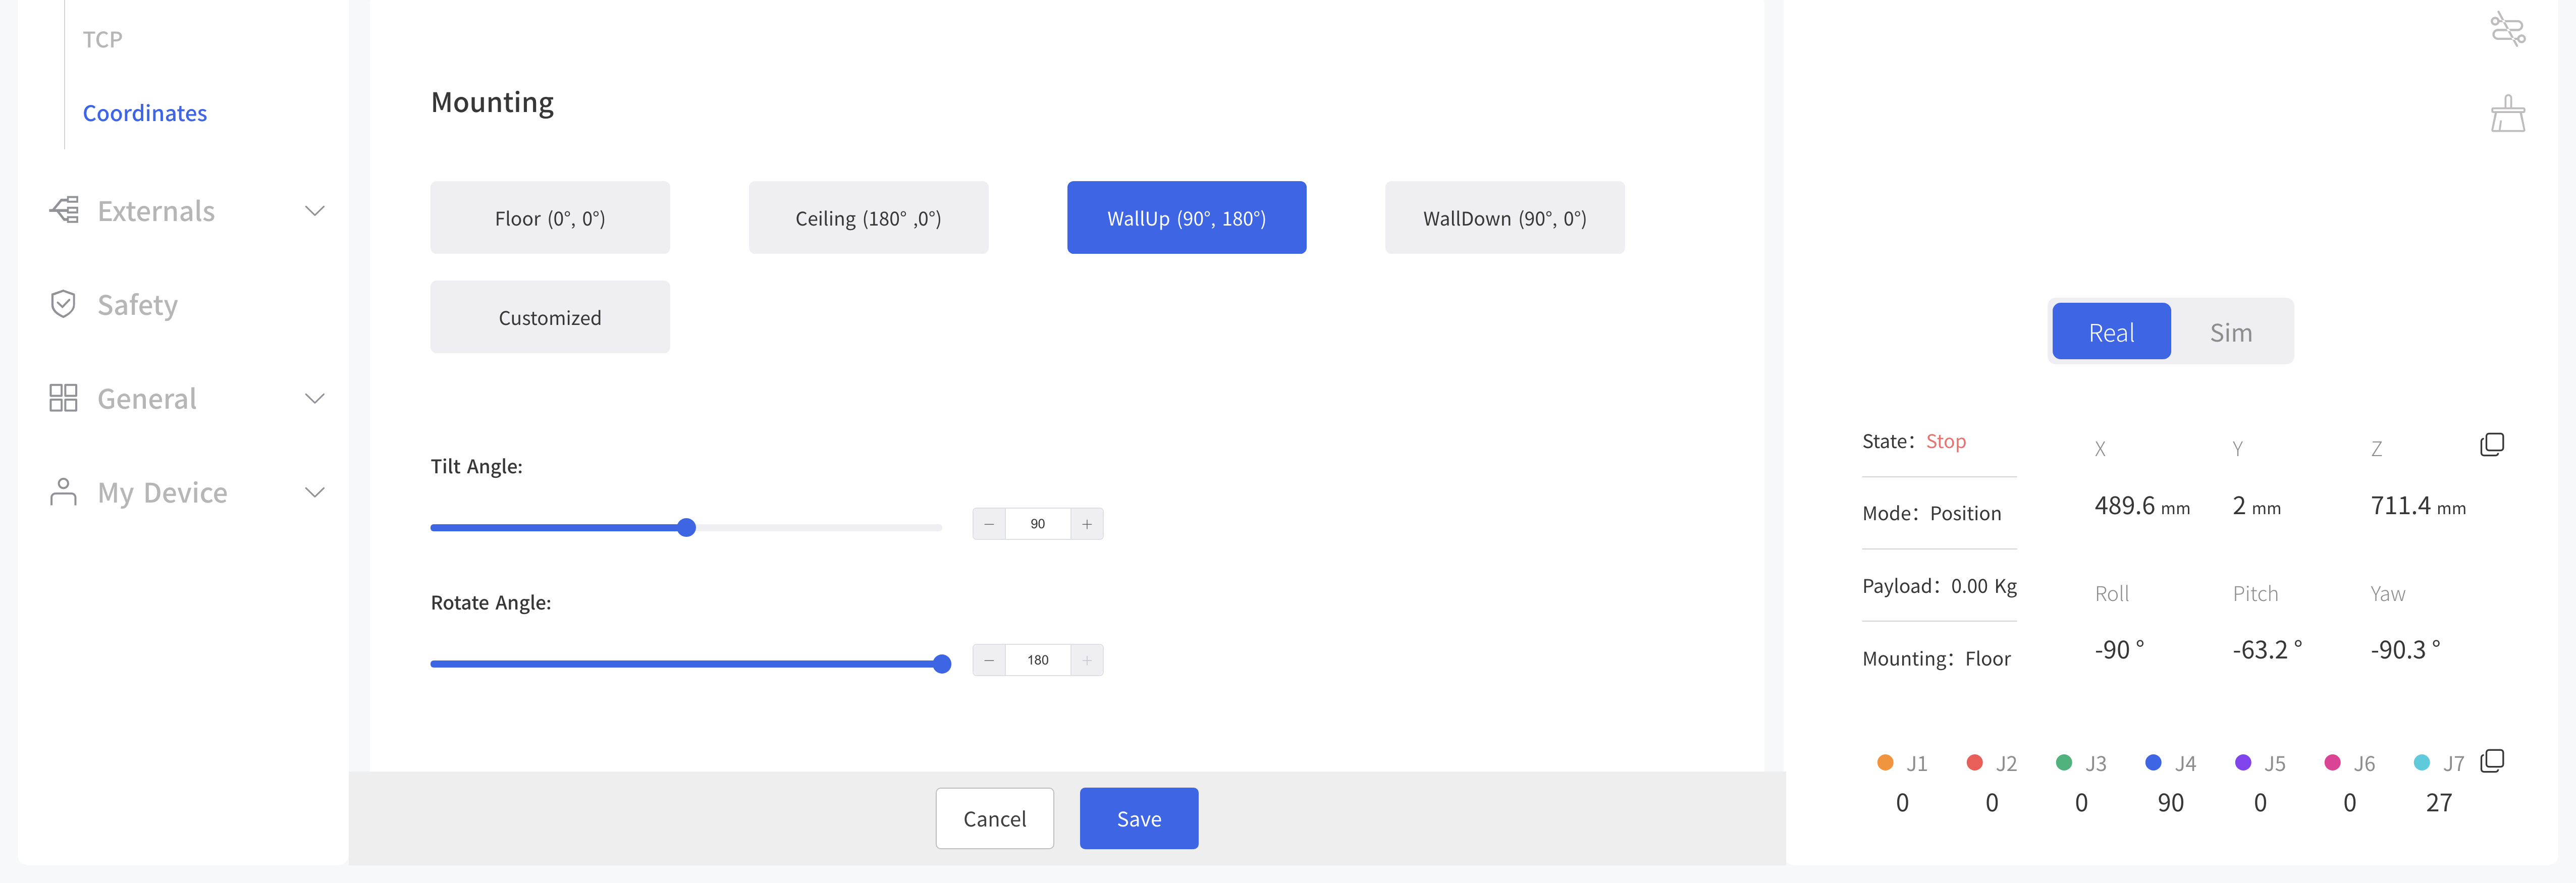 TCP
Coordinates
Externals
Safety
General
My Device
Mounting
Floor (0°, 0°)
Ceiling (180° ,0°)
WallUp (90°, 180°)
WallDown (90°, 0°)
Customized
Tilt Angle:
− 90 +
Rotate Angle:
− 180 +
Cancel
Save
Real
Sim
State： Stop
Mode： Position
Payload： 0.00 Kg
Mounting： Floor
X Y Z
489.6 mm 2 mm 711.4 mm
Roll Pitch Yaw
-90 ° -63.2 ° -90.3 °
J1 J2 J3 J4 J5 J6 J7
0 0 0 90 0 0 27